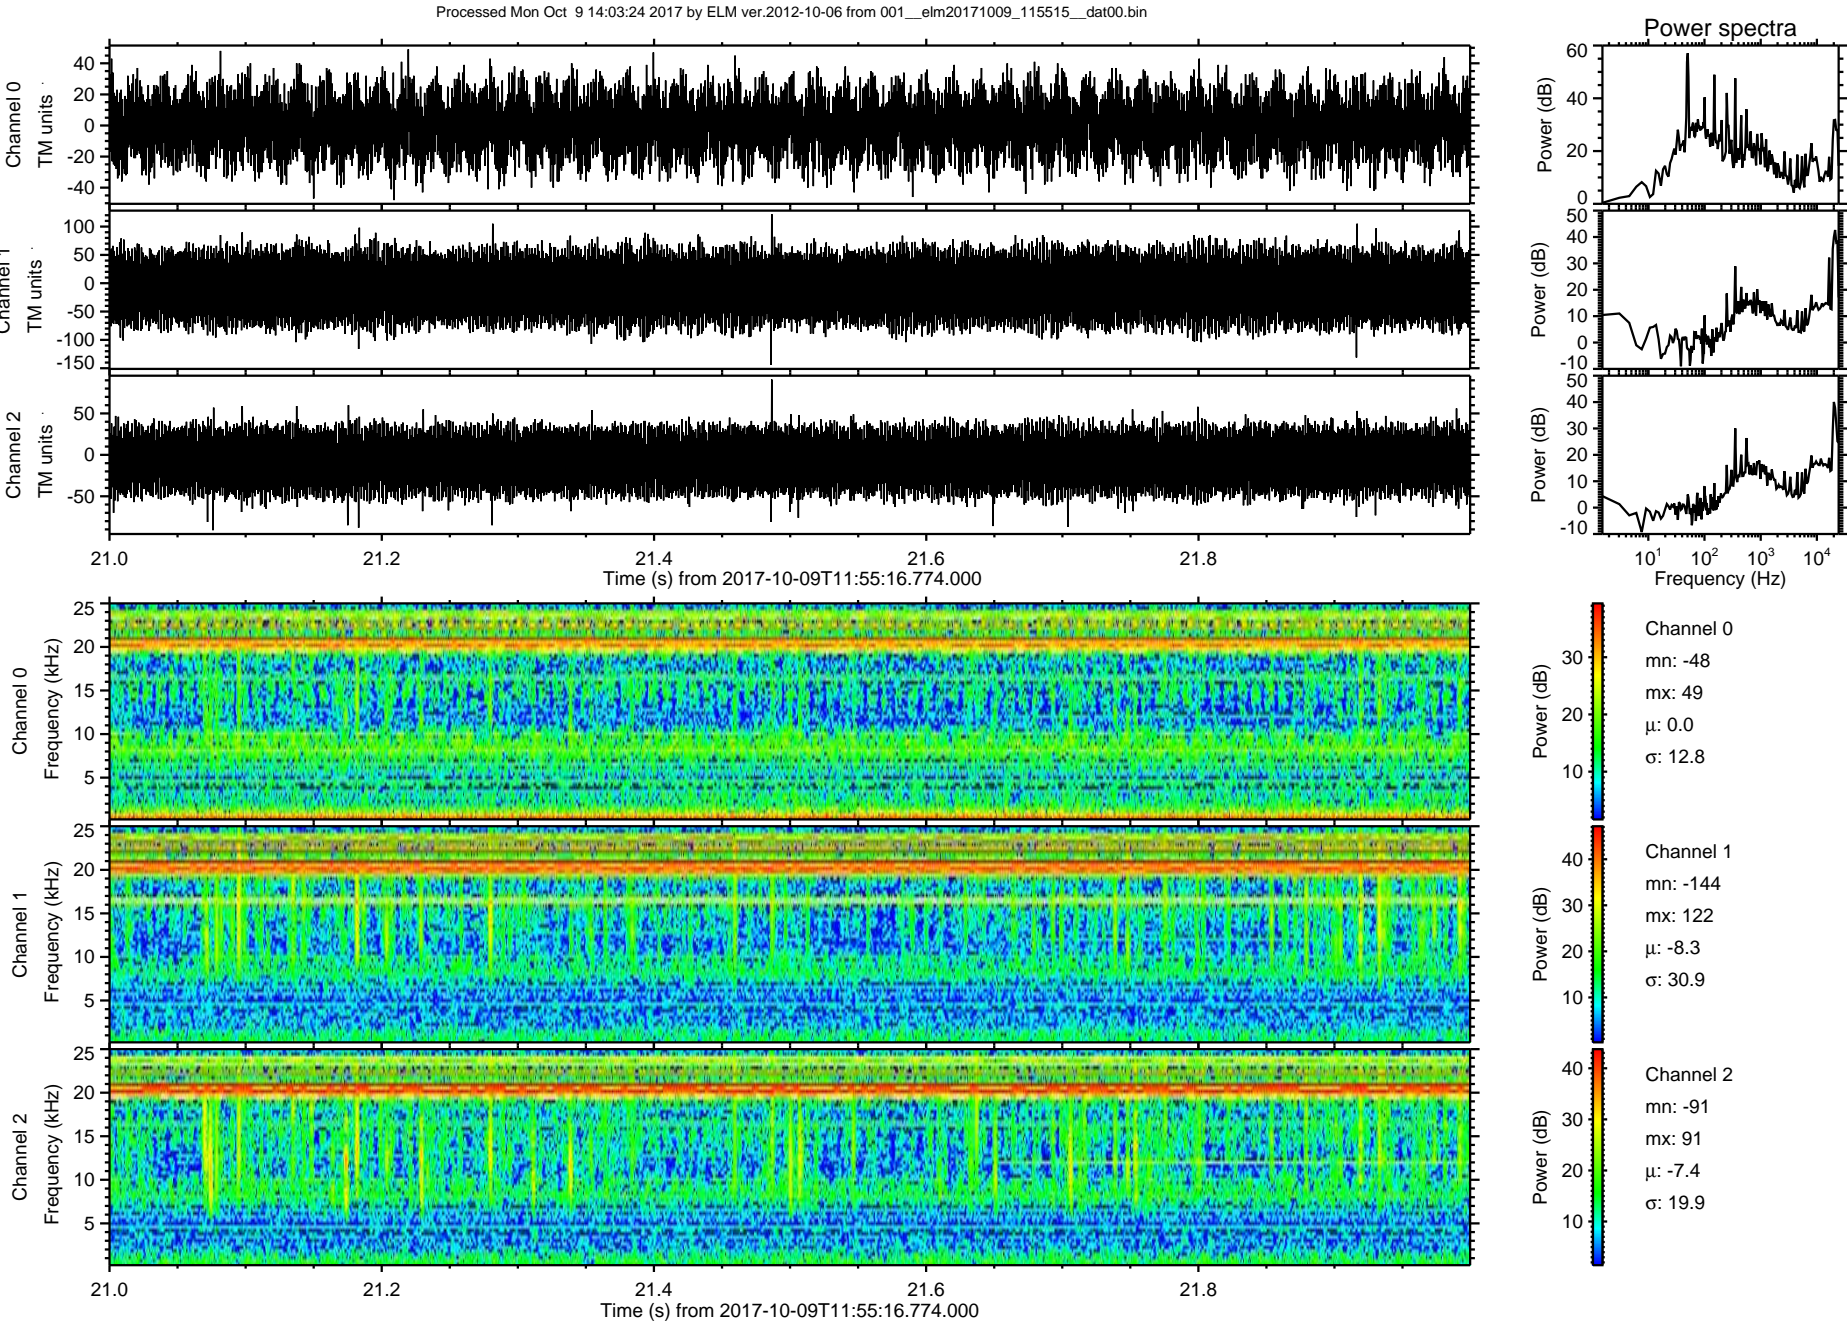 Processed Mon Oct  9 14:03:24 2017 by ELM ver.2012-10-06 from 001__elm20171009_115515__dat00.bin
Power spectra
Channel 0
TM units
40
20
0
-20
-40
Power (dB)
60
40
20
0
Channel 1
TM units
100
50
0
-50
-100
-150
Power (dB)
50
40
30
20
10
0
-10
Channel 2
TM units
50
0
-50
Power (dB)
50
40
30
20
10
0
-10
21.0 21.2 21.4 21.6 21.8
Time (s) from 2017-10-09T11:55:16.774.000
10¹ 10² 10³ 10⁴
Frequency (Hz)
Channel 0
Frequency (kHz)
25
20
15
10
5
Power (dB)
30
20
10
Channel 0
mn: -48
mx: 49
μ: 0.0
σ: 12.8
Channel 1
Frequency (kHz)
25
20
15
10
5
Power (dB)
40
30
20
10
Channel 1
mn: -144
mx: 122
μ: -8.3
σ: 30.9
Channel 2
Frequency (kHz)
25
20
15
10
5
Power (dB)
40
30
20
10
Channel 2
mn: -91
mx: 91
μ: -7.4
σ: 19.9
21.0 21.2 21.4 21.6 21.8
Time (s) from 2017-10-09T11:55:16.774.000